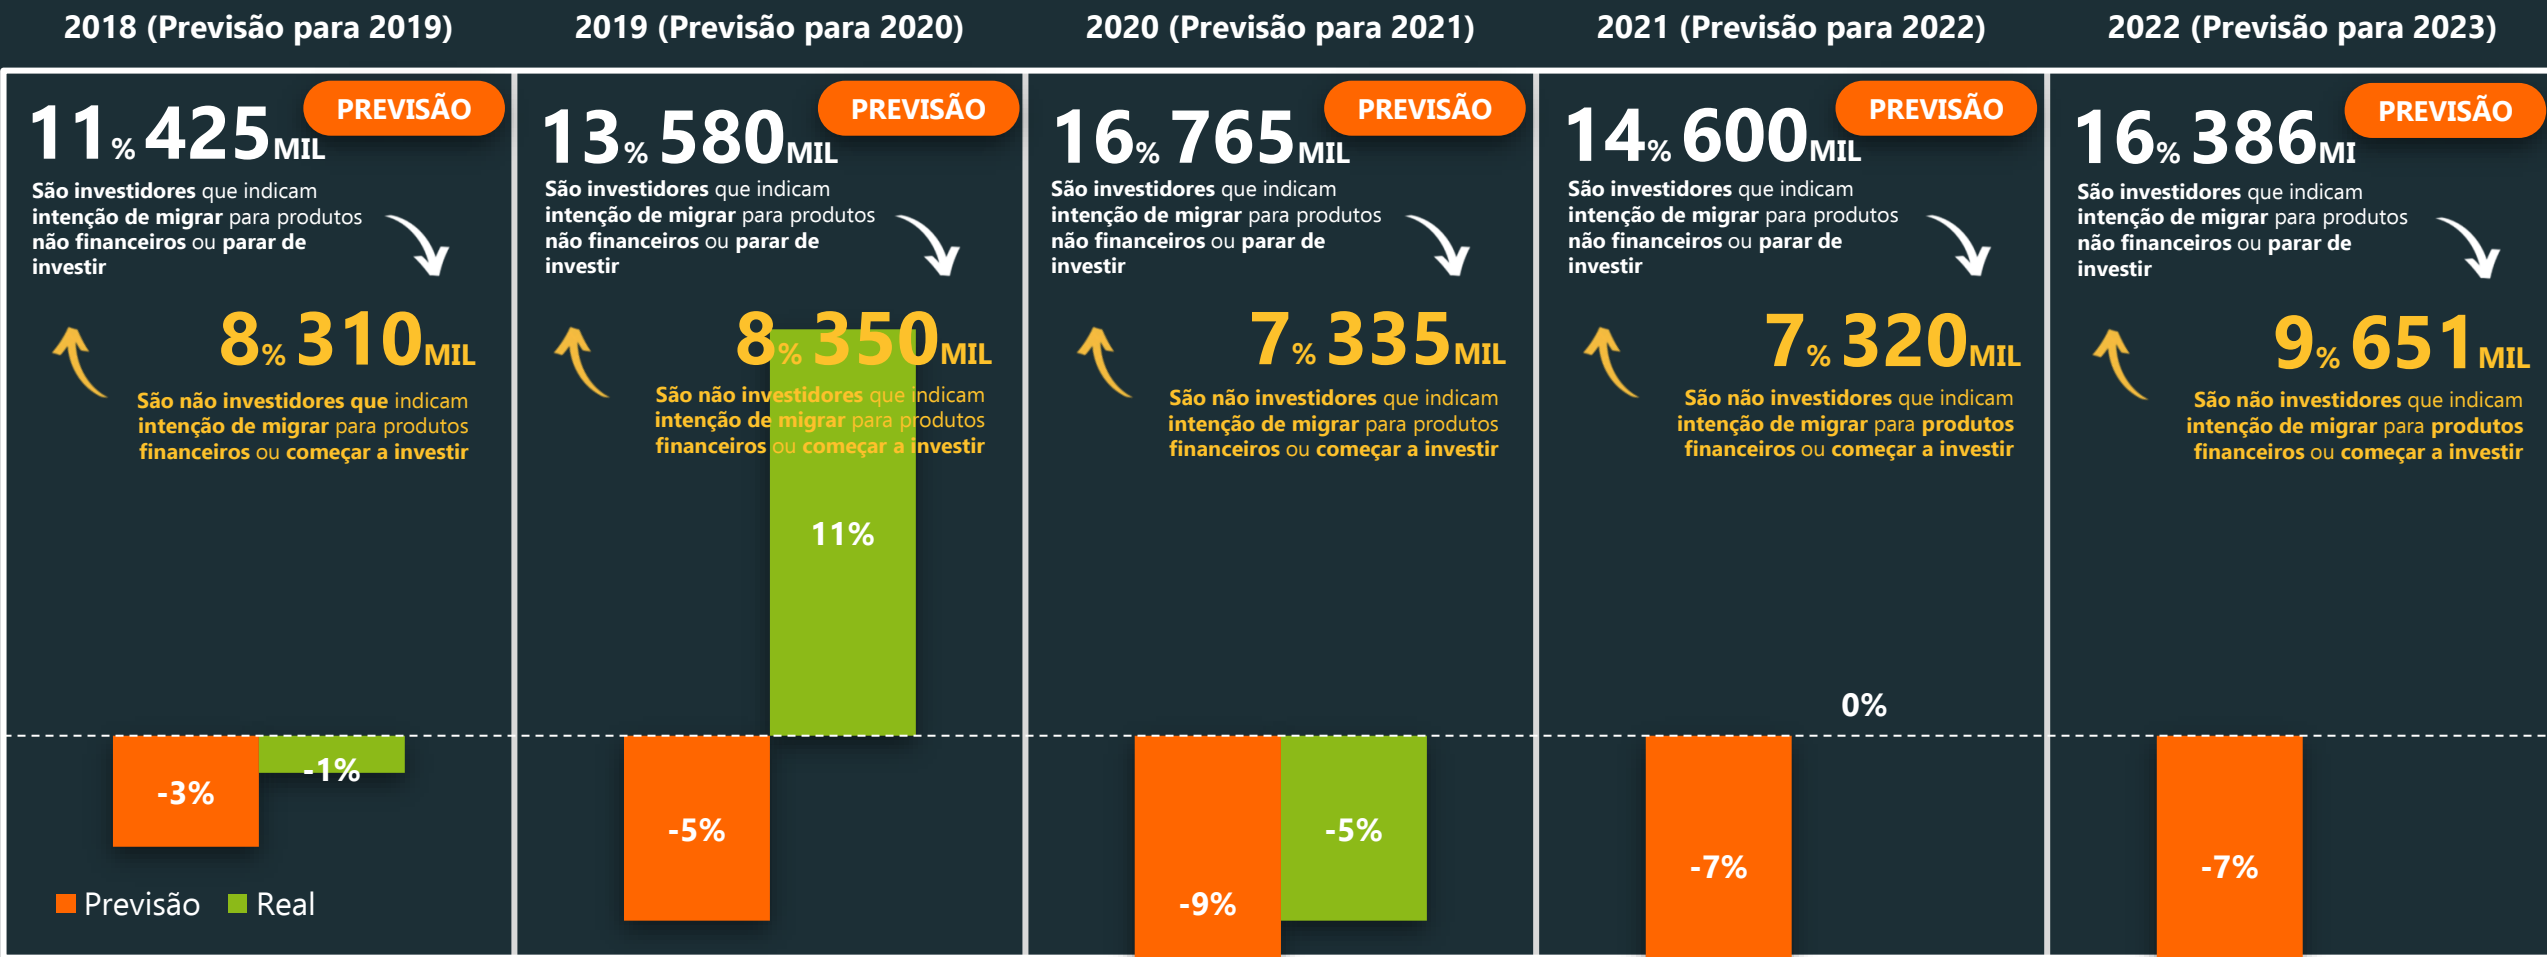 2018 (Previsão para 2019)
PREVISÃO
11% 425MIL
São investidores que indicam
intenção de migrar para produtos
não financeiros ou parar de
investir
8% 310MIL
São não investidores que indicam
intenção de migrar para produtos
financeiros ou começar a investir
-3%
-1%
Previsão
Real
2019 (Previsão para 2020)
PREVISÃO
13% 580MIL
São investidores que indicam
intenção de migrar para produtos
não financeiros ou parar de
investir
8% 350MIL
São não investidores que indicam
intenção de migrar para produtos
financeiros ou começar a investir
11%
-5%
2020 (Previsão para 2021)
PREVISÃO
16% 765MIL
São investidores que indicam
intenção de migrar para produtos
não financeiros ou parar de
investir
7% 335MIL
São não investidores que indicam
intenção de migrar para produtos
financeiros ou começar a investir
-9%
-5%
2021 (Previsão para 2022)
PREVISÃO
14% 600MIL
São investidores que indicam
intenção de migrar para produtos
não financeiros ou parar de
investir
7% 320MIL
São não investidores que indicam
intenção de migrar para produtos
financeiros ou começar a investir
0%
-7%
2022 (Previsão para 2023)
PREVISÃO
16% 386MI
São investidores que indicam
intenção de migrar para produtos
não financeiros ou parar de
investir
9% 651MIL
São não investidores que indicam
intenção de migrar para produtos
financeiros ou começar a investir
-7%